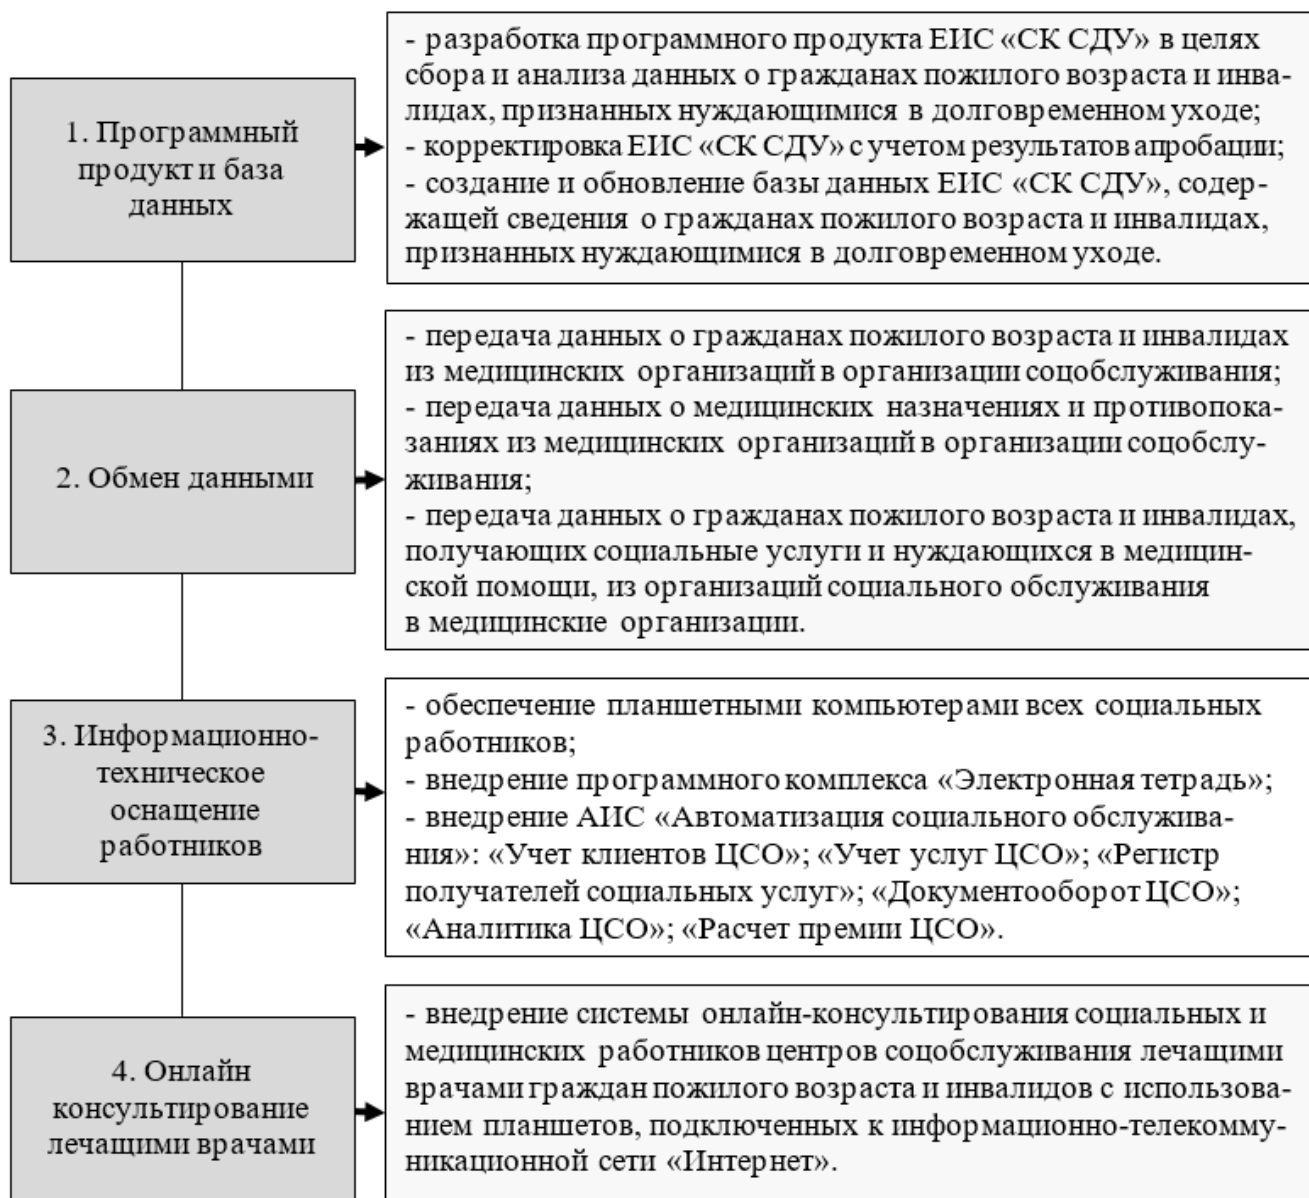 1. Программный
продукт и база
данных
- разработка программного продукта ЕИС «СК СДУ» в целях
сбора и анализа данных о гражданах пожилого возраста и инва-
лидах, признанных нуждающимися в долговременном уходе;
- корректировка ЕИС «СК СДУ» с учетом результатов апробации;
- создание и обновление базы данных ЕИС «СК СДУ», содер-
жащей сведения о гражданах пожилого возраста и инвалидах,
признанных нуждающимися в долговременном уходе.
2. Обмен данными
- передача данных о гражданах пожилого возраста и инвалидах
из медицинских организаций в организации соцобслуживания;
- передача данных о медицинских назначениях и противопока-
заниях из медицинских организаций в организации соцобслу-
живания;
- передача данных о гражданах пожилого возраста и инвалидах,
получающих социальные услуги и нуждающихся в медицин-
ской помощи, из организаций социального обслуживания
в медицинские организации.
3. Информационно-
техническое
оснащение
работников
- обеспечение планшетными компьютерами всех социальных
работников;
- внедрение программного комплекса «Электронная тетрадь»;
- внедрение АИС «Автоматизация социального обслужива-
ния»: «Учет клиентов ЦСО»; «Учет услуг ЦСО»; «Регистр
получателей социальных услуг»; «Документооборот ЦСО»;
«Аналитика ЦСО»; «Расчет премии ЦСО».
4. Онлайн
консультирование
лечащими врачами
- внедрение системы онлайн-консультирования социальных и
медицинских работников центров соцобслуживания лечащими
врачами граждан пожилого возраста и инвалидов с использова-
нием планшетов, подключенных к информационно-телекомму-
никационной сети «Интернет».